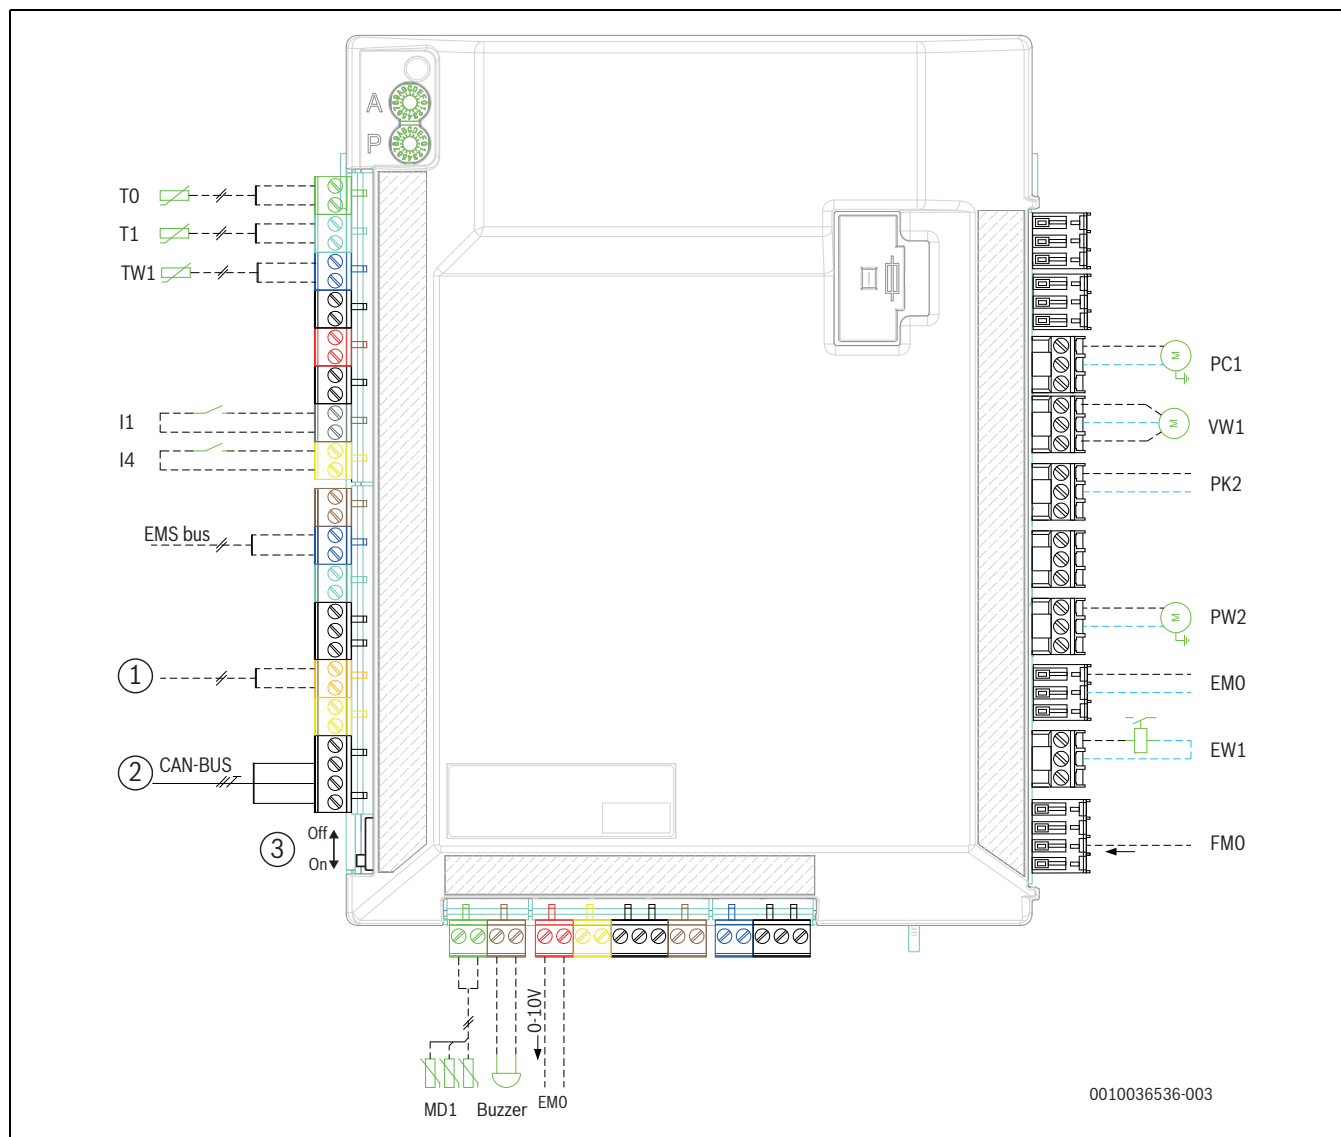 A
P
T0
T1
TW1
I1
I4
EMS bus
1
2 CAN-BUS
3 Off
On
M PC1
M VW1
PK2
M PW2
EM0
EW1
FM0
0-10V
MD1 Buzzer EM0
0010036536-003